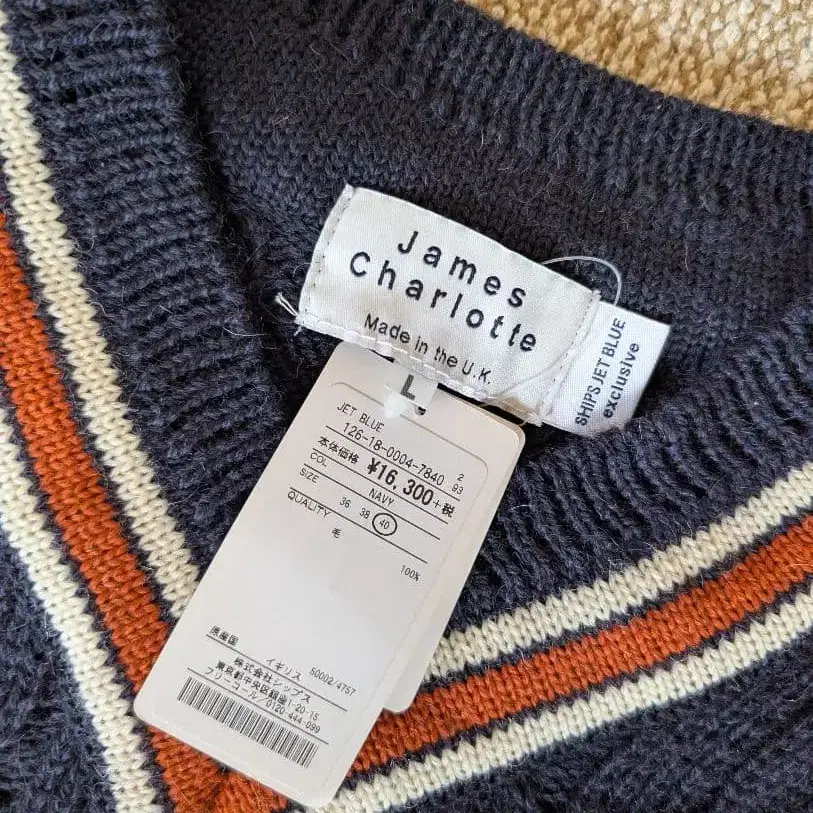 James
Charlotte
Made in the U.K.
SHIPS JET BLUE
exclusive
L
JET BLUE
126-18-0004-7840
2
99
本体価格 ¥16,300+税
COL NAVY
SIZE 36 38 40
QUALITY 毛 100%
原産国 イギリス 50002/4757
株式会社シップス
東京都中央区銀座1-20-15
フリーコール/0120-444-099